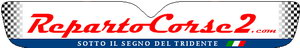 RepartoCorse2.com
SOTTO IL SEGNO DEL TRIDENTE